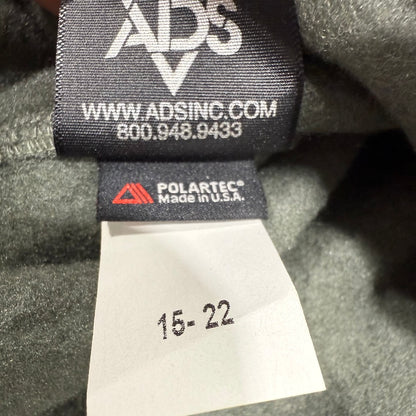 ADS
WWW.ADSINC.COM
800.948.9433
POLARTEC®
Made in U.S.A.
15-22